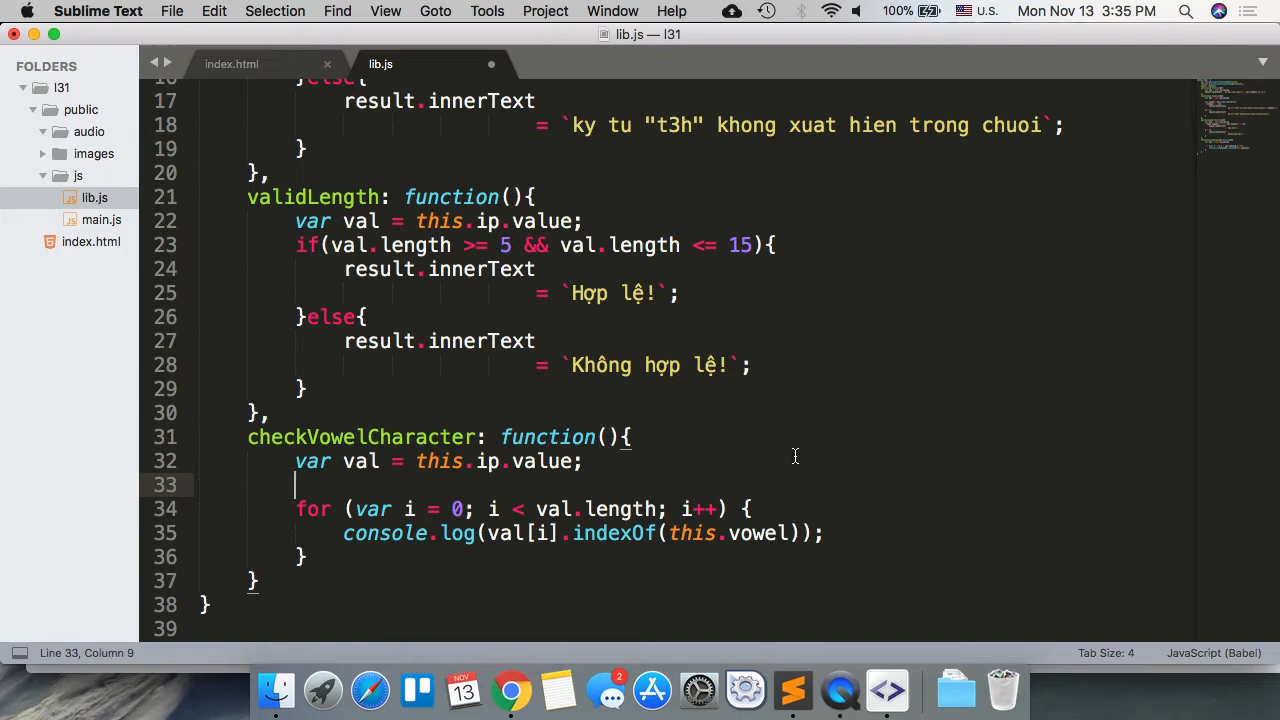 Sublime Text File Edit Selection Find View Goto Tools Project Window Help 100% U.S. Mon Nov 13 3:35 PM
lib.js — l31
FOLDERS
l31
public
audio
images
js
lib.js
main.js
index.html
index.html × lib.js
16 }else{
17 result.innerText
18 = `ky tu "t3h" khong xuat hien trong chuoi`;
19 }
20 },
21 validLength: function(){
22 var val = this.ip.value;
23 if(val.length >= 5 && val.length <= 15){
24 result.innerText
25 = `Hợp lệ!`;
26 }else{
27 result.innerText
28 = `Không hợp lệ!`;
29 }
30 },
31 checkVowelCharacter: function(){
32 var val = this.ip.value;
33
34 for (var i = 0; i < val.length; i++) {
35 console.log(val[i].indexOf(this.vowel));
36 }
37 }
38 }
39
Line 33, Column 9 Tab Size: 4 JavaScript (Babel)
NOV
13
2